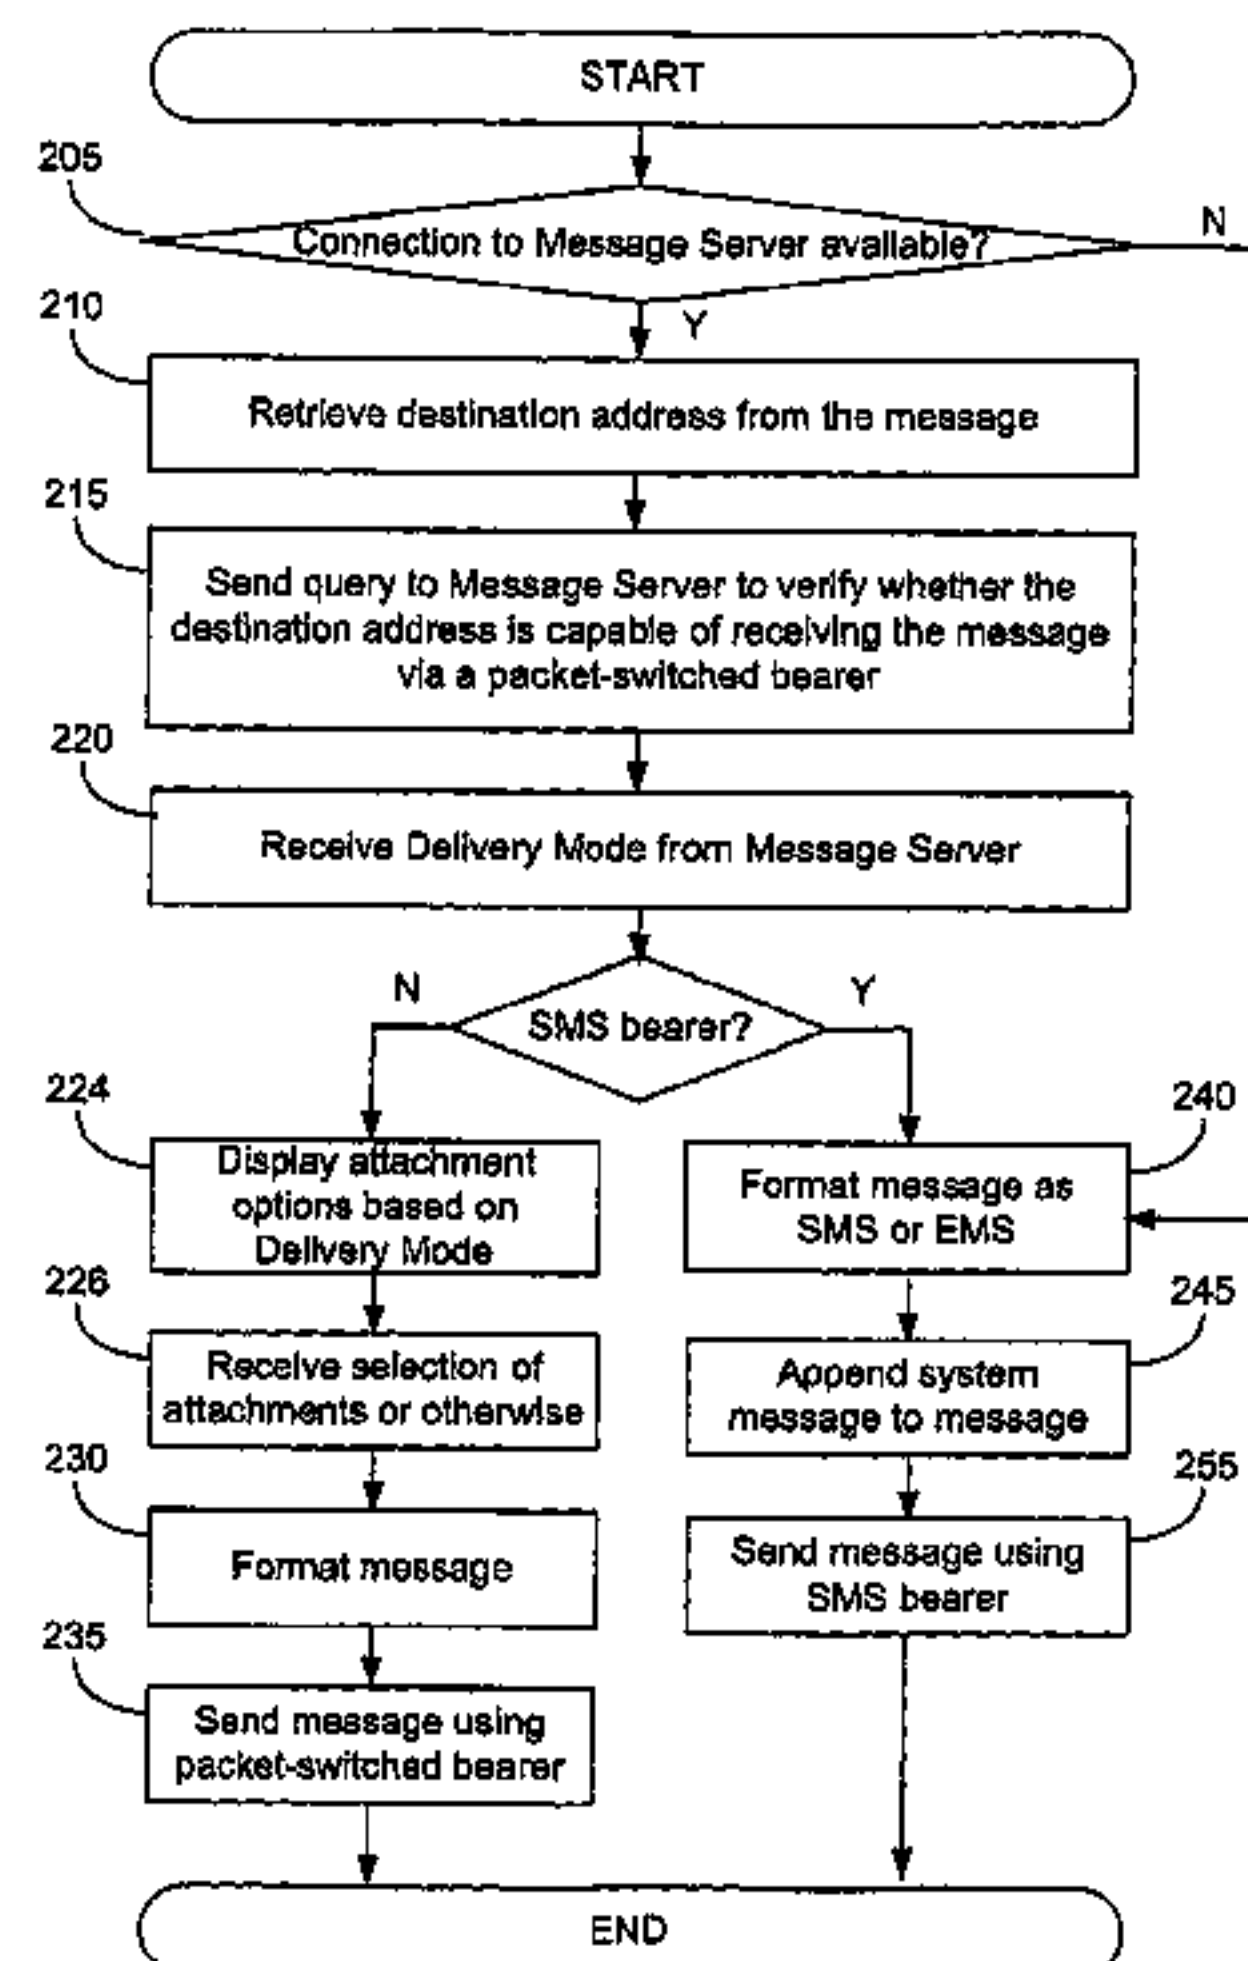 START
205
Connection to Message Server available?
N
210
Y
Retrieve destination address from the message
215
Send query to Message Server to verify whether the
destination address is capable of receiving the message
via a packet-switched bearer
220
Receive Delivery Mode from Message Server
N
Y
SMS bearer?
224
Display attachment
options based on
Delivery Mode
226
Receive selection of
attachments or otherwise
230
Format message
235
Send message using
packet-switched bearer
240
Format message as
SMS or EMS
245
Append system
message to message
255
Send message using
SMS bearer
END